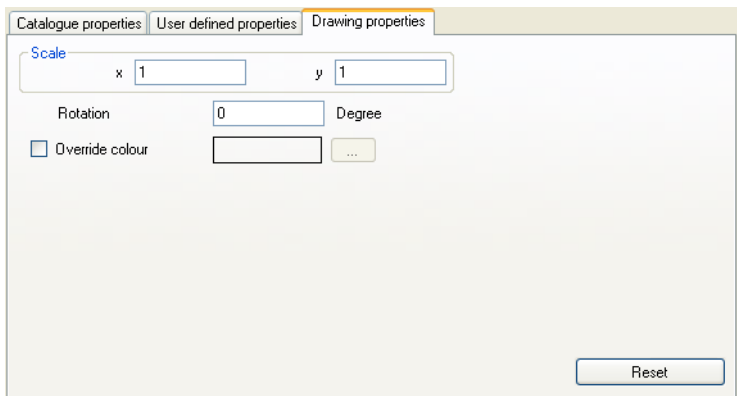 Catalogue properties User defined properties Drawing properties
Scale
x 1 y 1
Rotation 0 Degree
Override colour ...
Reset